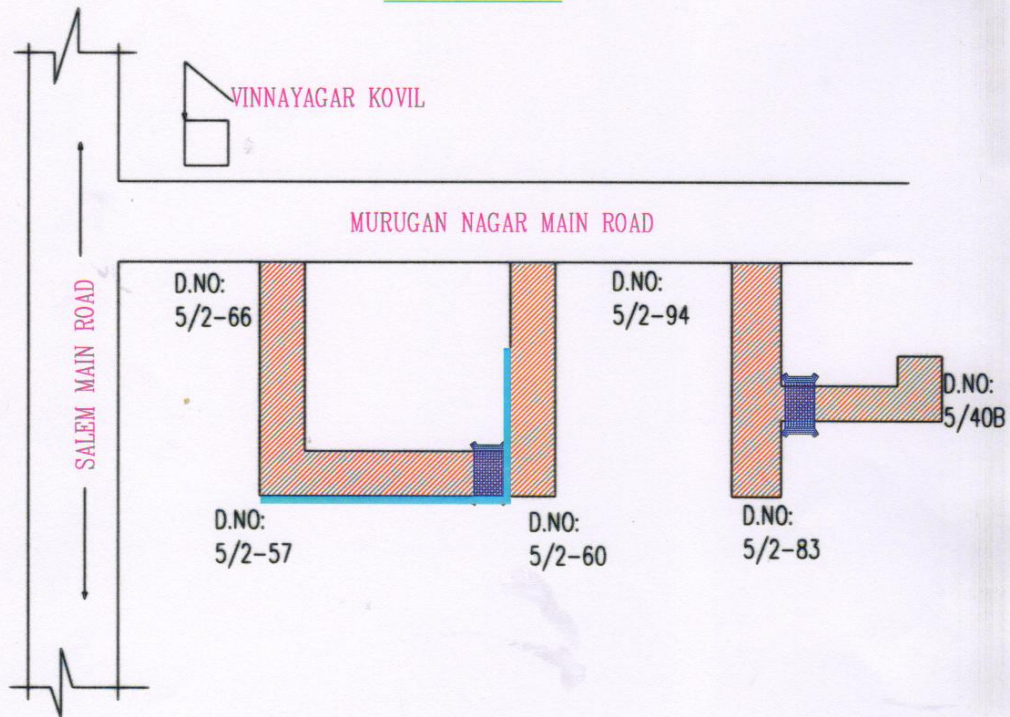 VINNAYAGAR KOVIL
MURUGAN NAGAR MAIN ROAD
SALEM MAIN ROAD
D.NO:
5/2-66
D.NO:
5/2-94
D.NO:
5/40B
D.NO:
5/2-57
D.NO:
5/2-60
D.NO:
5/2-83